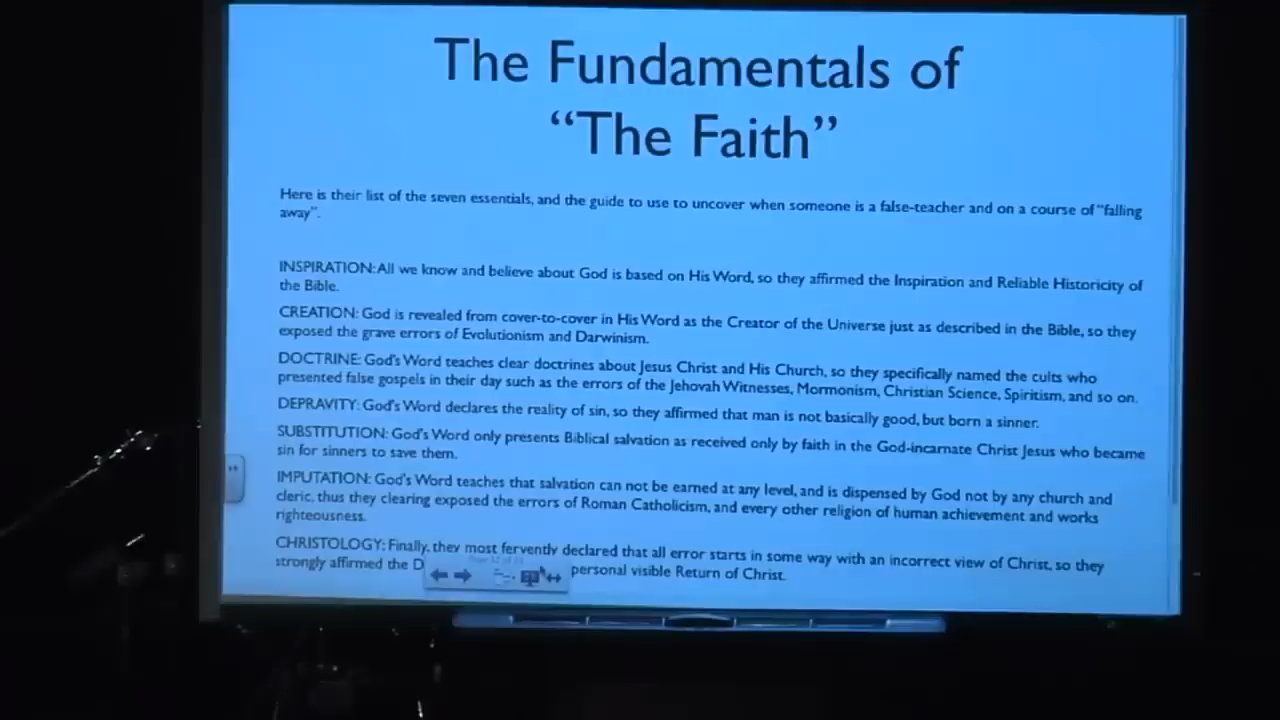 The Fundamentals of
“The Faith”
Here is their list of the seven essentials, and the guide to use to uncover when someone is a false-teacher and on a course of “falling
away”.
INSPIRATION: All we know and believe about God is based on His Word, so they affirmed the Inspiration and Reliable Historicity of
the Bible.
CREATION: God is revealed from cover-to-cover in His Word as the Creator of the Universe just as described in the Bible, so they
exposed the grave errors of Evolutionism and Darwinism.
DOCTRINE: God's Word teaches clear doctrines about Jesus Christ and His Church, so they specifically named the cults who
presented false gospels in their day such as the errors of the Jehovah Witnesses, Mormonism, Christian Science, Spiritism, and so on.
DEPRAVITY: God's Word declares the reality of sin, so they affirmed that man is not basically good, but born a sinner.
SUBSTITUTION: God's Word only presents Biblical salvation as received only by faith in the God-incarnate Christ Jesus who became
sin for sinners to save them.
IMPUTATION: God's Word teaches that salvation can not be earned at any level, and is dispensed by God not by any church and
cleric, thus they clearing exposed the errors of Roman Catholicism, and every other religion of human achievement and works
righteousness.
CHRISTOLOGY: Finally, they most fervently declared that all error starts in some way with an incorrect view of Christ, so they
strongly affirmed the D personal visible Return of Christ.